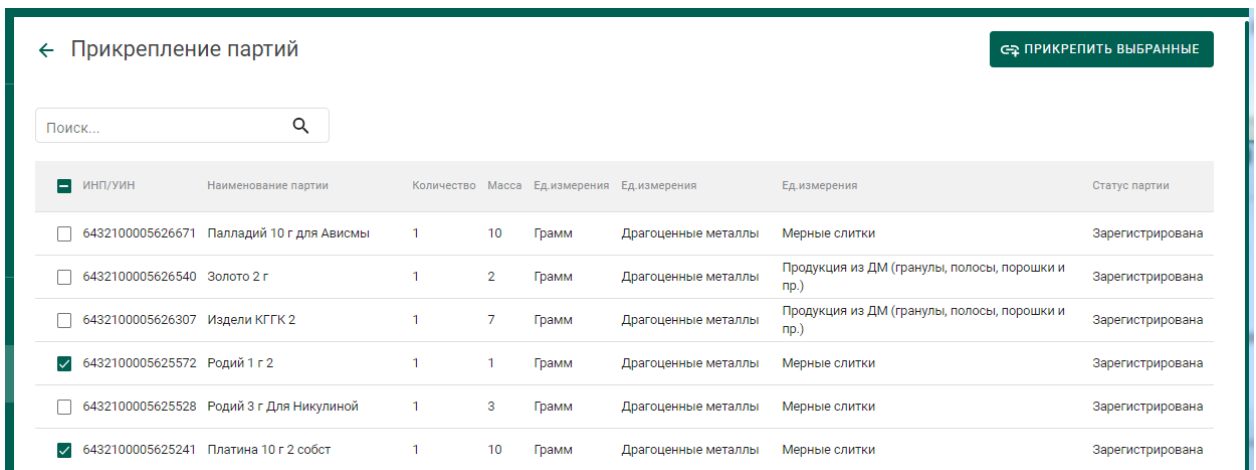 Прикрепление партий
ПРИКРЕПИТЬ ВЫБРАННЫЕ
Поиск...
ИНП/УИН Наименование партии Количество Масса Ед.измерения Ед.измерения Ед.измерения Статус партии
6432100005626671 Палладий 10 г для Ависмы 1 10 Грамм Драгоценные металлы Мерные слитки Зарегистрирована
6432100005626540 Золото 2 г 1 2 Грамм Драгоценные металлы Продукция из ДМ (гранулы, полосы, порошки и пр.) Зарегистрирована
6432100005626307 Издели КГГК 2 1 7 Грамм Драгоценные металлы Продукция из ДМ (гранулы, полосы, порошки и пр.) Зарегистрирована
6432100005625572 Родий 1 г 2 1 1 Грамм Драгоценные металлы Мерные слитки Зарегистрирована
6432100005625528 Родий 3 г Для Никулиной 1 3 Грамм Драгоценные металлы Мерные слитки Зарегистрирована
6432100005625241 Платина 10 г 2 собст 1 10 Грамм Драгоценные металлы Мерные слитки Зарегистрирована